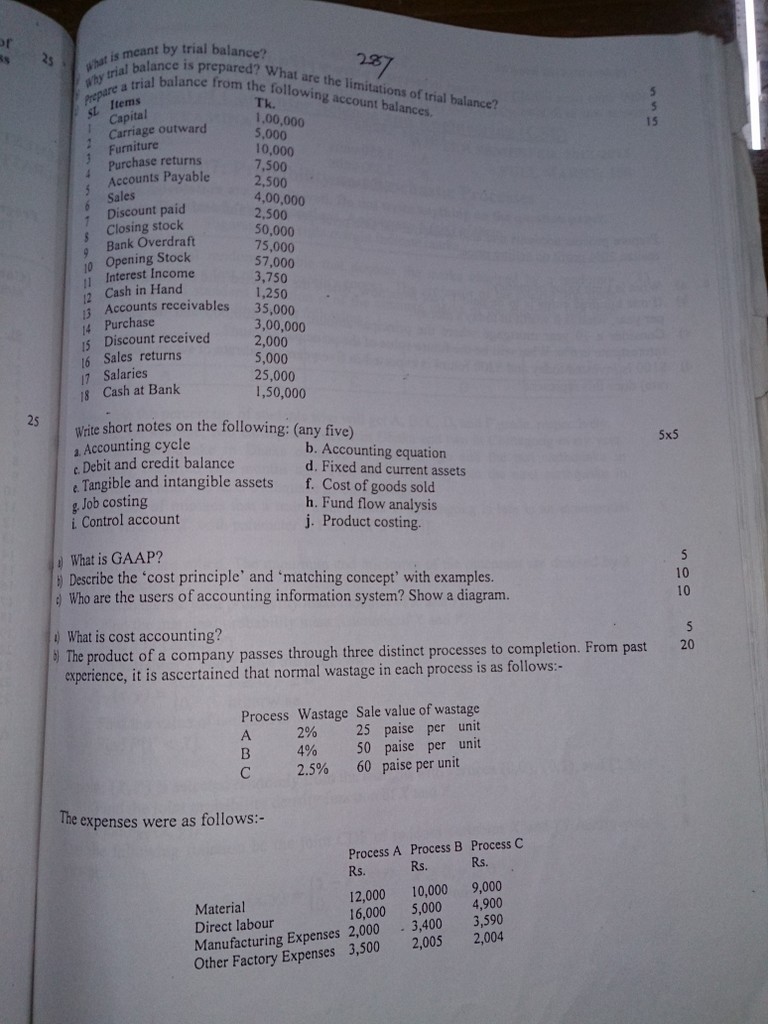 of
ss
25
287
What is meant by trial balance?
Why trial balance is prepared? What are the limitations of trial balance? 5
Prepare a trial balance from the following account balances. 5
15
SL Items Tk.
1 Capital 1,00,000
2 Carriage outward 5,000
3 Furniture 10,000
4 Purchase returns 7,500
5 Accounts Payable 2,500
6 Sales 4,00,000
7 Discount paid 2,500
8 Closing stock 50,000
9 Bank Overdraft 75,000
10 Opening Stock 57,000
11 Interest Income 3,750
12 Cash in Hand 1,250
13 Accounts receivables 35,000
14 Purchase 3,00,000
15 Discount received 2,000
16 Sales returns 5,000
17 Salaries 25,000
18 Cash at Bank 1,50,000
25
Write short notes on the following: (any five) 5x5
a. Accounting cycle b. Accounting equation
c. Debit and credit balance d. Fixed and current assets
e. Tangible and intangible assets f. Cost of goods sold
g. Job costing h. Fund flow analysis
i. Control account j. Product costing.
a) What is GAAP? 5
b) Describe the ‘cost principle’ and ‘matching concept’ with examples. 10
c) Who are the users of accounting information system? Show a diagram. 10
a) What is cost accounting? 5
b) The product of a company passes through three distinct processes to completion. From past 20
experience, it is ascertained that normal wastage in each process is as follows:-
Process Wastage Sale value of wastage
A 2% 25 paise per unit
B 4% 50 paise per unit
C 2.5% 60 paise per unit
The expenses were as follows:-
Process A Process B Process C
Rs. Rs. Rs.
Material 12,000 10,000 9,000
Direct labour 16,000 5,000 4,900
Manufacturing Expenses 2,000 3,400 3,590
Other Factory Expenses 3,500 2,005 2,004